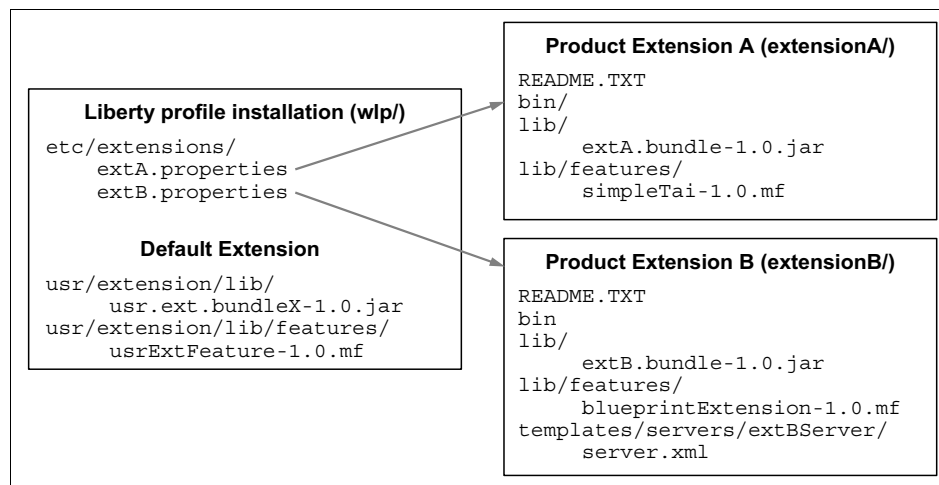 Liberty profile installation (wlp/)
etc/extensions/
extA.properties
extB.properties
Default Extension
usr/extension/lib/
usr.ext.bundleX-1.0.jar
usr/extension/lib/features/
usrExtFeature-1.0.mf
Product Extension A (extensionA/)
README.TXT
bin/
lib/
extA.bundle-1.0.jar
lib/features/
simpleTai-1.0.mf
Product Extension B (extensionB/)
README.TXT
bin
lib/
extB.bundle-1.0.jar
lib/features/
blueprintExtension-1.0.mf
templates/servers/extBServer/
server.xml